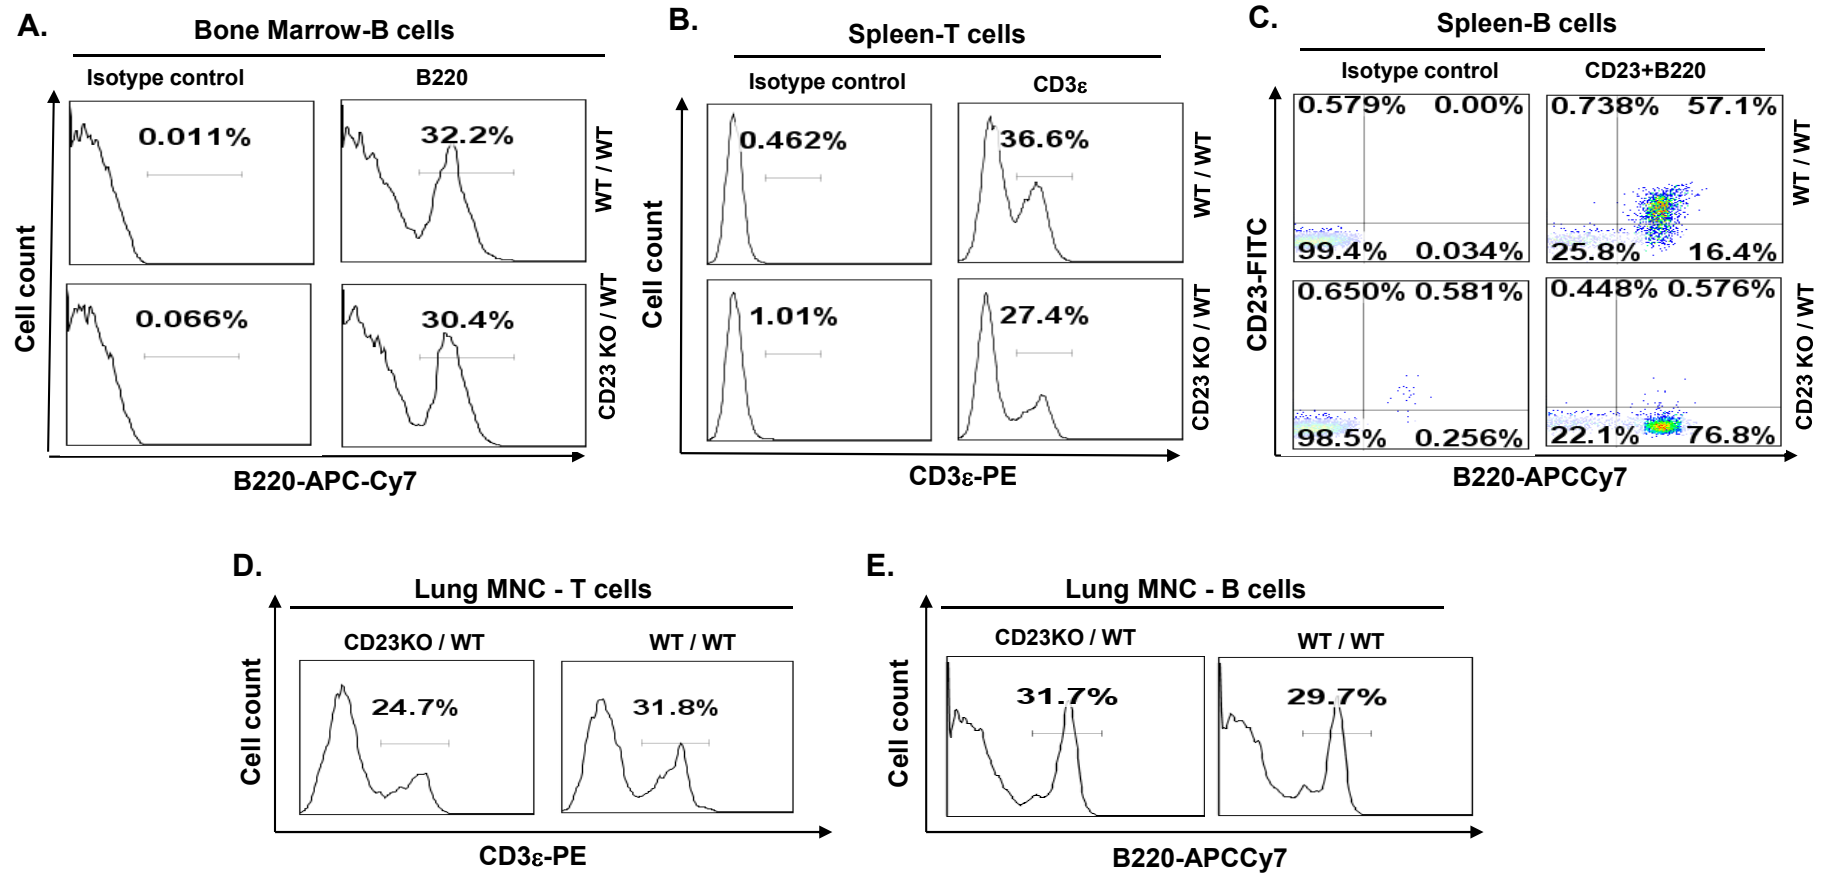 A.
Bone Marrow-B cells
Isotype control
B220
0.011%
32.2%
WT / WT
0.066%
30.4%
CD23 KO / WT
Cell count
B220-APC-Cy7
B.
Spleen-T cells
Isotype control
CD3ε
0.462%
36.6%
WT / WT
1.01%
27.4%
CD23 KO / WT
Cell count
CD3ε-PE
C.
Spleen-B cells
Isotype control
CD23+B220
0.579% 0.00%
99.4% 0.034%
0.738% 57.1%
25.8% 16.4%
WT / WT
0.650% 0.581%
98.5% 0.256%
0.448% 0.576%
22.1% 76.8%
CD23 KO / WT
CD23-FITC
B220-APCCy7
D.
Lung MNC - T cells
CD23KO / WT
WT / WT
24.7%
31.8%
Cell count
CD3ε-PE
E.
Lung MNC - B cells
CD23KO / WT
WT / WT
31.7%
29.7%
Cell count
B220-APCCy7